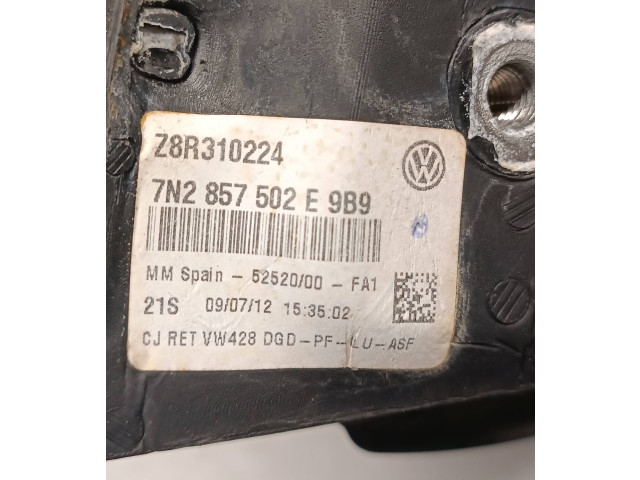 Z8R310224
VW
7N2 857 502 E 9B9
MM Spain - 52520/00 - FA1
21S 09/07/12 15:35:02
CJ RET VW428 DGD-PF-LU-ASF